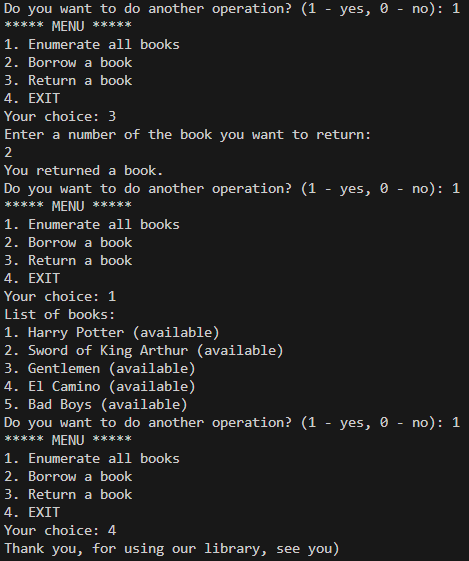 Do you want to do another operation? (1 - yes, 0 - no): 1
***** MENU *****
1. Enumerate all books
2. Borrow a book
3. Return a book
4. EXIT
Your choice: 3
Enter a number of the book you want to return:
2
You returned a book.
Do you want to do another operation? (1 - yes, 0 - no): 1
***** MENU *****
1. Enumerate all books
2. Borrow a book
3. Return a book
4. EXIT
Your choice: 1
List of books:
1. Harry Potter (available)
2. Sword of King Arthur (available)
3. Gentlemen (available)
4. El Camino (available)
5. Bad Boys (available)
Do you want to do another operation? (1 - yes, 0 - no): 1
***** MENU *****
1. Enumerate all books
2. Borrow a book
3. Return a book
4. EXIT
Your choice: 4
Thank you, for using our library, see you)